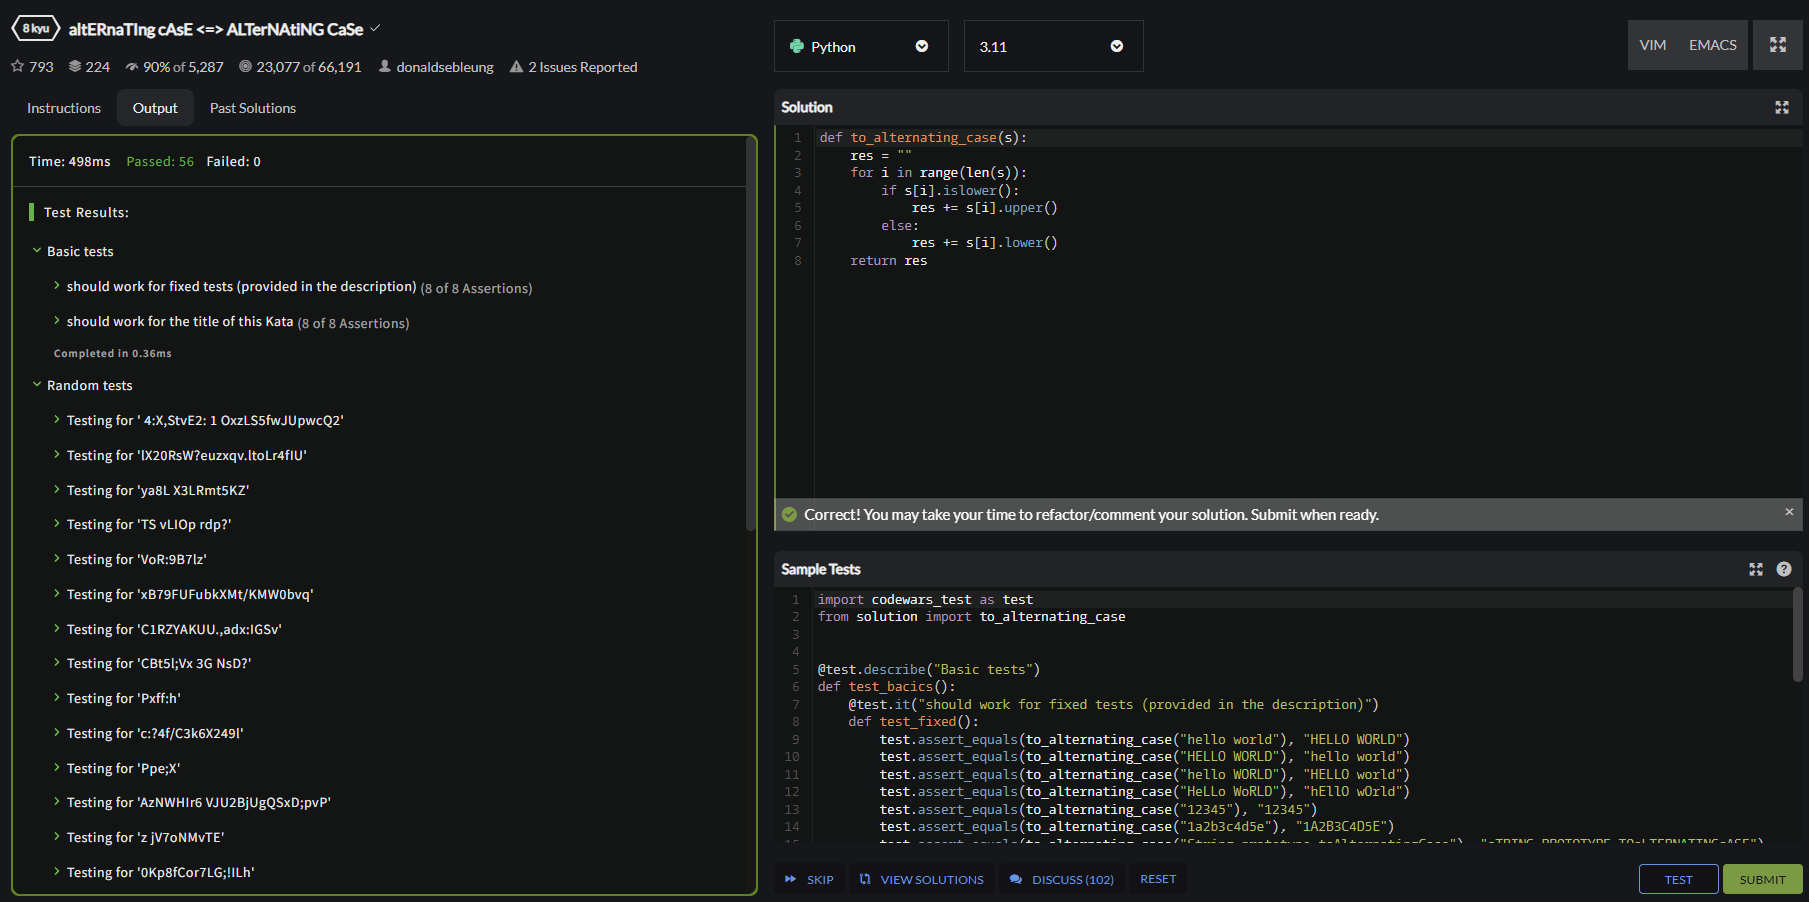 8 kyu altERnaTIng cAsE <=> ALTerNAtiNG CaSe
793 224 90% of 5,287 23,077 of 66,191 donaldsebleung 2 Issues Reported
Instructions Output Past Solutions
Time: 498ms Passed: 56 Failed: 0
Test Results:
Basic tests
should work for fixed tests (provided in the description) (8 of 8 Assertions)
should work for the title of this Kata (8 of 8 Assertions)
Completed in 0.36ms
Random tests
Testing for ' 4:X,StvE2: 1 OxzLS5fwJUpwcQ2'
Testing for 'lX20RsW?euzxqv.ltoLr4fIU'
Testing for 'ya8L X3LRmt5KZ'
Testing for 'TS vLIOp rdp?'
Testing for 'VoR:9B7lz'
Testing for 'xB79FUFubkXMt/KMW0bvq'
Testing for 'C1RZYAKUU.,adx:IGSv'
Testing for 'CBt5l;Vx 3G NsD?'
Testing for 'Pxff:h'
Testing for 'c:?4f/C3k6X249l'
Testing for 'Ppe;X'
Testing for 'AzNWHIr6 VJU2BjUgQSxD;pvP'
Testing for 'z jV7oNMvTE'
Testing for '0Kp8fCor7LG;!ILh'
Python 3.11 VIM EMACS
Solution
1 def to_alternating_case(s):
2 res = ""
3 for i in range(len(s)):
4 if s[i].islower():
5 res += s[i].upper()
6 else:
7 res += s[i].lower()
8 return res
Correct! You may take your time to refactor/comment your solution. Submit when ready. ×
Sample Tests ?
1 import codewars_test as test
2 from solution import to_alternating_case
3
4
5 @test.describe("Basic tests")
6 def test_bacics():
7 @test.it("should work for fixed tests (provided in the description)")
8 def test_fixed():
9 test.assert_equals(to_alternating_case("hello world"), "HELLO WORLD")
10 test.assert_equals(to_alternating_case("HELLO WORLD"), "hello world")
11 test.assert_equals(to_alternating_case("hello WORLD"), "HELLO world")
12 test.assert_equals(to_alternating_case("HeLLo WoRLD"), "hEllO wOrld")
13 test.assert_equals(to_alternating_case("12345"), "12345")
14 test.assert_equals(to_alternating_case("1a2b3c4d5e"), "1A2B3C4D5E")
SKIP VIEW SOLUTIONS DISCUSS (102) RESET TEST SUBMIT